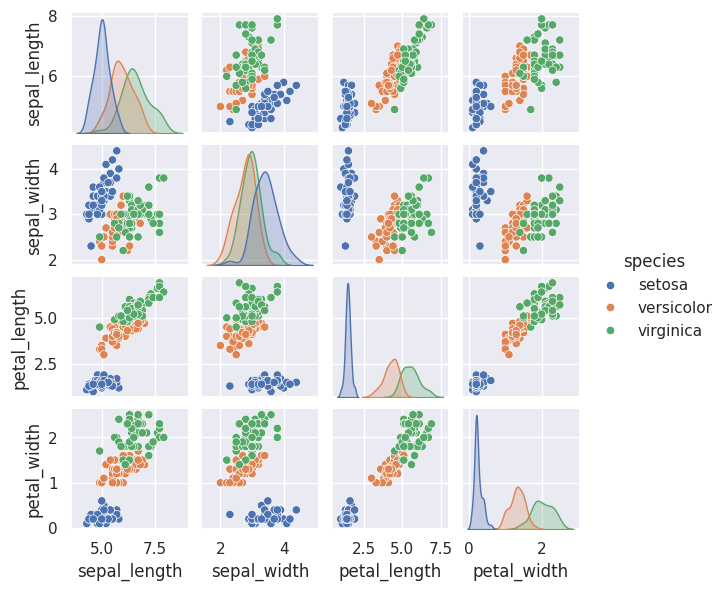 8
6
sepal_length
4
3
2
sepal_width
species
setosa
versicolor
virginica
5.0
2.5
petal_length
2
1
0
petal_width
5.0 7.5 2 4 2.5 5.0 7.5 0 2
sepal_length sepal_width petal_length petal_width